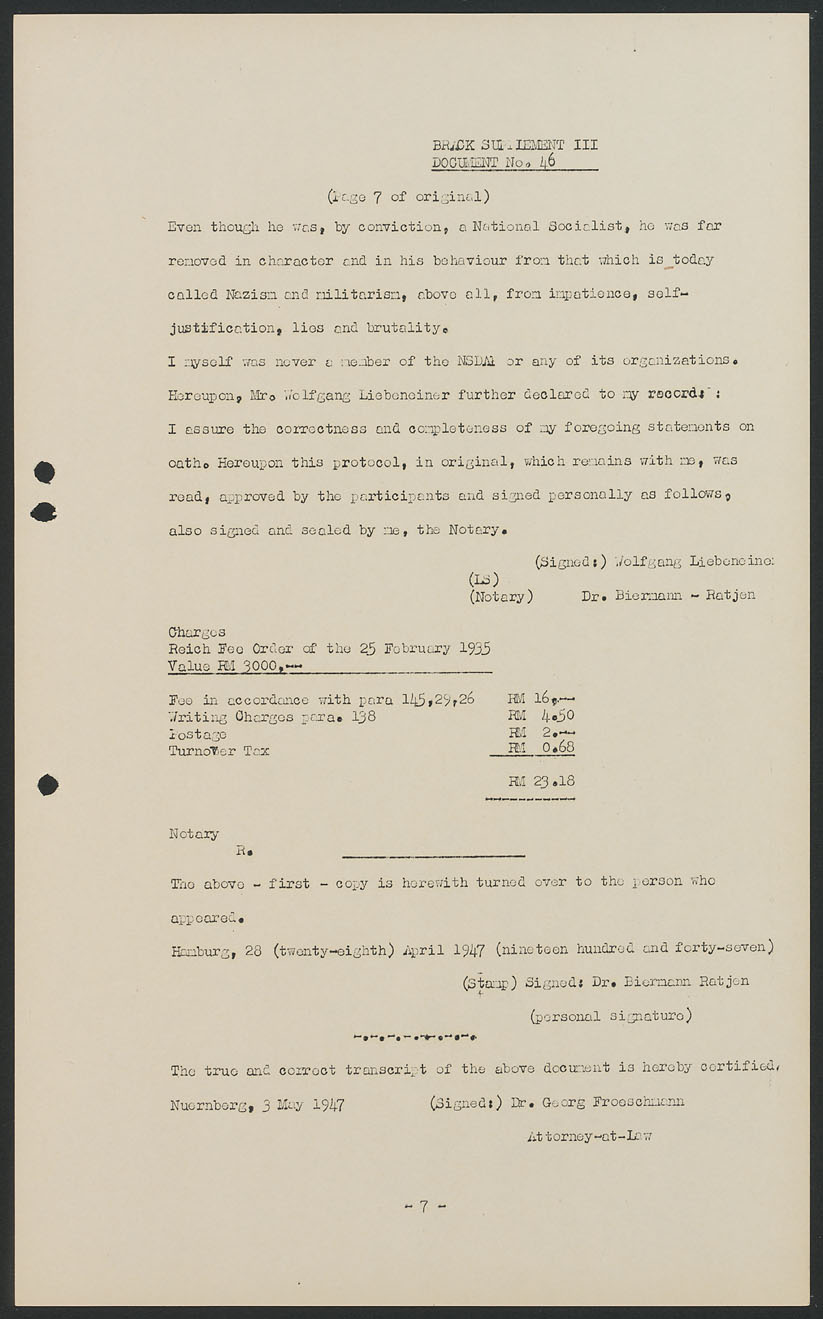 BRACK SUPPLEMENT III
DOCUMENT No. 46
(Page 7 of original)
Even though he was, by conviction, a National Socialist, he was far
removed in character and in his behaviour from that which is today
called Nazism and militarism, above all, from impatience, self-
justification, lies and brutality.
I myself was never a member of the NSDAP or any of its organizations.
Hereupon, Mr. Wolfgang Liebeneiner further declared to my record:
I assure the correctness and completeness of my foregoing statements on
oath. Hereupon this protocol, in original, which remains with me, was
read, approved by the participants and signed personally as follows,
also signed and sealed by me, the Notary.
(Signed:) Wolfgang Liebeneiner
(LS)
(Notary) Dr. Biermann - Ratjen
Charges
Reich Fee Order of the 25 February 1935
Value RM 3000,--
Fee in accordance with para 145,29,26 RM 16,--
Writing Charges para. 138 RM 4.50
Postage RM 2.--
Turnover Tax RM 0.68
RM 23.18
Notary
R.
The above - first - copy is herewith turned over to the person who
appeared.
Hamburg, 28 (twenty-eighth) April 1947 (nineteen hundred and forty-seven)
(Stamp) Signed: Dr. Biermann Ratjen
(personal signature)
The true and correct transcript of the above document is hereby certified,
Nuernberg, 3 May 1947 (Signed:) Dr. Georg Froeschmann
Attorney-at-Law
- 7 -